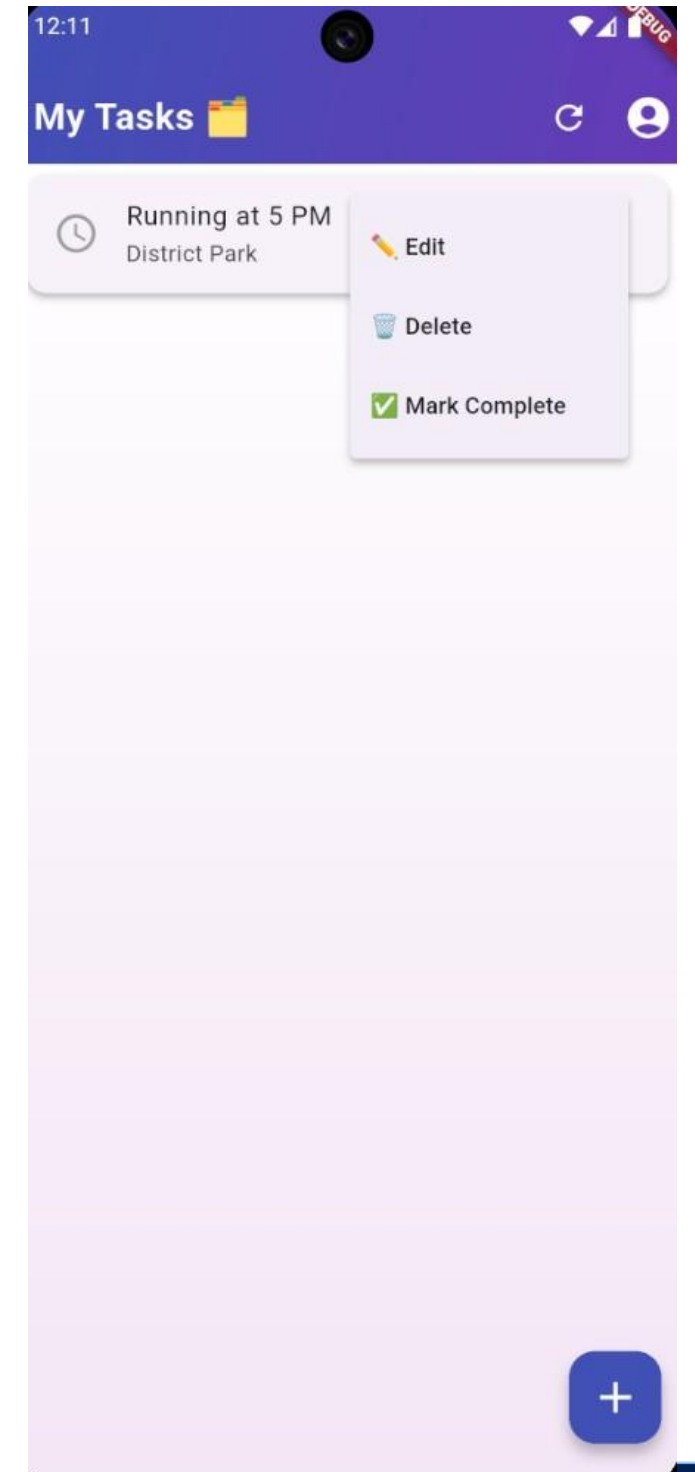 12:11
DEBUG
My Tasks
Running at 5 PM
District Park
Edit
Delete
Mark Complete